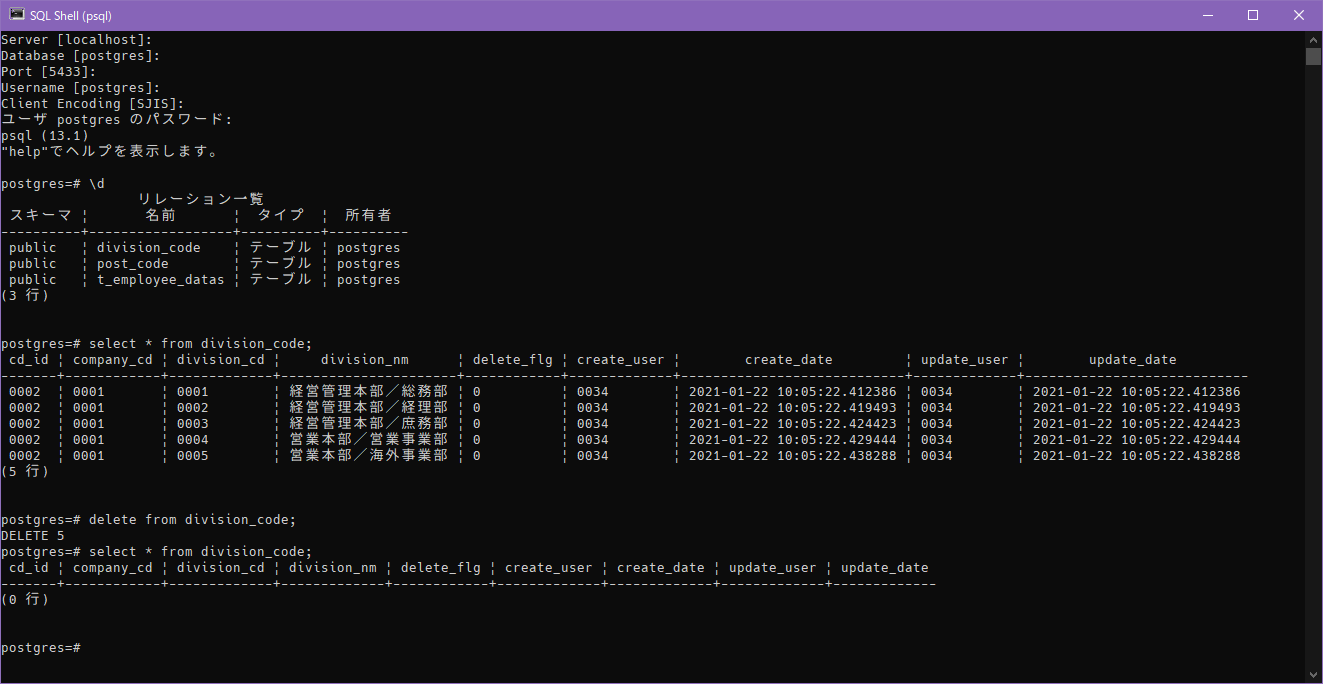 SQL Shell (psql)
Server [localhost]:
Database [postgres]:
Port [5433]:
Username [postgres]:
Client Encoding [SJIS]:
ユーザ postgres のパスワード:
psql (13.1)
"help"でヘルプを表示します。
postgres=# \d
リレーション一覧
スキーマ ¦ 名前 ¦ タイプ ¦ 所有者
----------+------------------+----------+----------
public ¦ division_code ¦ テーブル ¦ postgres
public ¦ post_code ¦ テーブル ¦ postgres
public ¦ t_employee_datas ¦ テーブル ¦ postgres
(3 行)
postgres=# select * from division_code;
cd_id ¦ company_cd ¦ division_cd ¦ division_nm ¦ delete_flg ¦ create_user ¦ create_date ¦ update_user ¦ update_date
-------+------------+-------------+----------------------+------------+-------------+----------------------------+-------------+----------------------------
0002 ¦ 0001 ¦ 0001 ¦ 経営管理本部／総務部 ¦ 0 ¦ 0034 ¦ 2021-01-22 10:05:22.412386 ¦ 0034 ¦ 2021-01-22 10:05:22.412386
0002 ¦ 0001 ¦ 0002 ¦ 経営管理本部／経理部 ¦ 0 ¦ 0034 ¦ 2021-01-22 10:05:22.419493 ¦ 0034 ¦ 2021-01-22 10:05:22.419493
0002 ¦ 0001 ¦ 0003 ¦ 経営管理本部／庶務部 ¦ 0 ¦ 0034 ¦ 2021-01-22 10:05:22.424423 ¦ 0034 ¦ 2021-01-22 10:05:22.424423
0002 ¦ 0001 ¦ 0004 ¦ 営業本部／営業事業部 ¦ 0 ¦ 0034 ¦ 2021-01-22 10:05:22.429444 ¦ 0034 ¦ 2021-01-22 10:05:22.429444
0002 ¦ 0001 ¦ 0005 ¦ 営業本部／海外事業部 ¦ 0 ¦ 0034 ¦ 2021-01-22 10:05:22.438288 ¦ 0034 ¦ 2021-01-22 10:05:22.438288
(5 行)
postgres=# delete from division_code;
DELETE 5
postgres=# select * from division_code;
cd_id ¦ company_cd ¦ division_cd ¦ division_nm ¦ delete_flg ¦ create_user ¦ create_date ¦ update_user ¦ update_date
-------+------------+-------------+-------------+------------+-------------+-------------+-------------+-------------
(0 行)
postgres=#